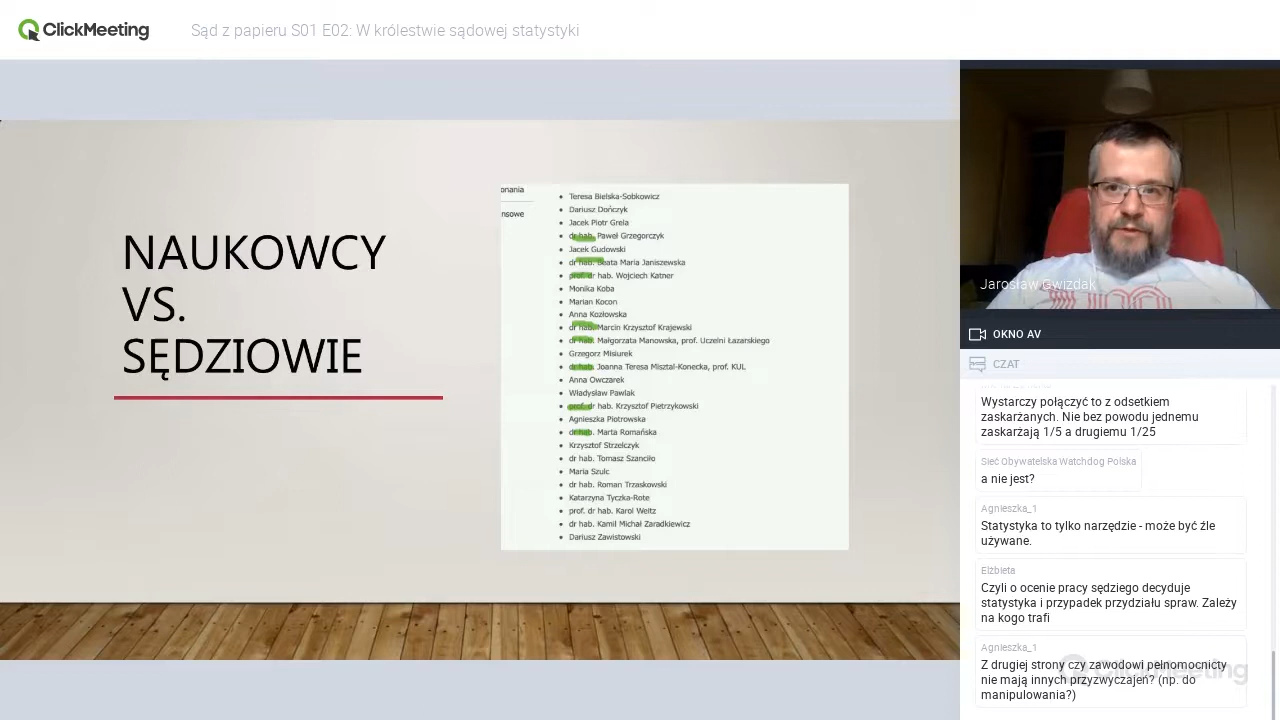 ClickMeeting
Sąd z papieru S01 E02: W królestwie sądowej statystyki
NAUKOWCY
VS.
SĘDZIOWIE
onania
nsowe
Teresa Bielska-Sobkowicz
Dariusz Dończyk
Jacek Piotr Grela
dr hab. Paweł Grzegorczyk
Jacek Gudowski
dr hab. Beata Maria Janiszewska
prof. dr hab. Wojciech Katner
Monika Koba
Marian Kocon
Anna Kozłowska
dr hab. Marcin Krzysztof Krajewski
dr hab. Małgorzata Manowska, prof. Uczelni Łazarskiego
Grzegorz Misiurek
dr hab. Joanna Teresa Misztal-Konecka, prof. KUL
Anna Owczarek
Władysław Pawlak
prof. dr hab. Krzysztof Pietrzykowski
Agnieszka Piotrowska
dr hab. Marta Romańska
Krzysztof Strzelczyk
dr hab. Tomasz Szanciło
Maria Szulc
dr hab. Roman Trzaskowski
Katarzyna Tyczka-Rote
prof. dr hab. Karol Weitz
dr hab. Kamil Michał Zaradkiewicz
Dariusz Zawistowski
Jarosław Gwizdak
OKNO AV
CZAT
Wystarczy połączyć to z odsetkiem
zaskarżanych. Nie bez powodu jednemu
zaskarżają 1/5 a drugiemu 1/25
Sieć Obywatelska Watchdog Polska
a nie jest?
Agnieszka_1
Statystyka to tylko narzędzie - może być źle
używane.
Elżbieta
Czyli o ocenie pracy sędziego decyduje
statystyka i przypadek przydziału spraw. Zależy
na kogo trafi
Agnieszka_1
Z drugiej strony czy zawodowi pełnomocnicty
nie mają innych przyzwyczajeń? (np. do
manipulowania?)
ClickMeeting